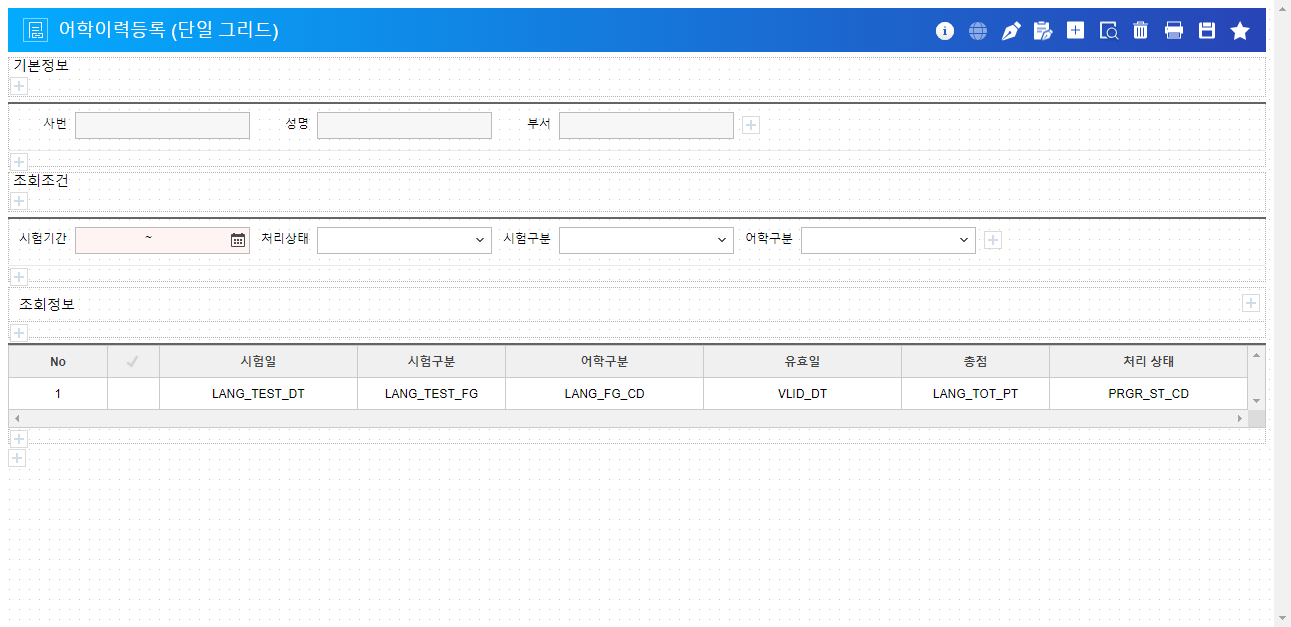 어학이력등록 (단일 그리드)
기본정보
사번 성명 부서
조회조건
시험기간 ~ 처리상태 시험구분 어학구분
조회정보
No 시험일 시험구분 어학구분 유효일 총점 처리 상태
1 LANG_TEST_DT LANG_TEST_FG LANG_FG_CD VLID_DT LANG_TOT_PT PRGR_ST_CD